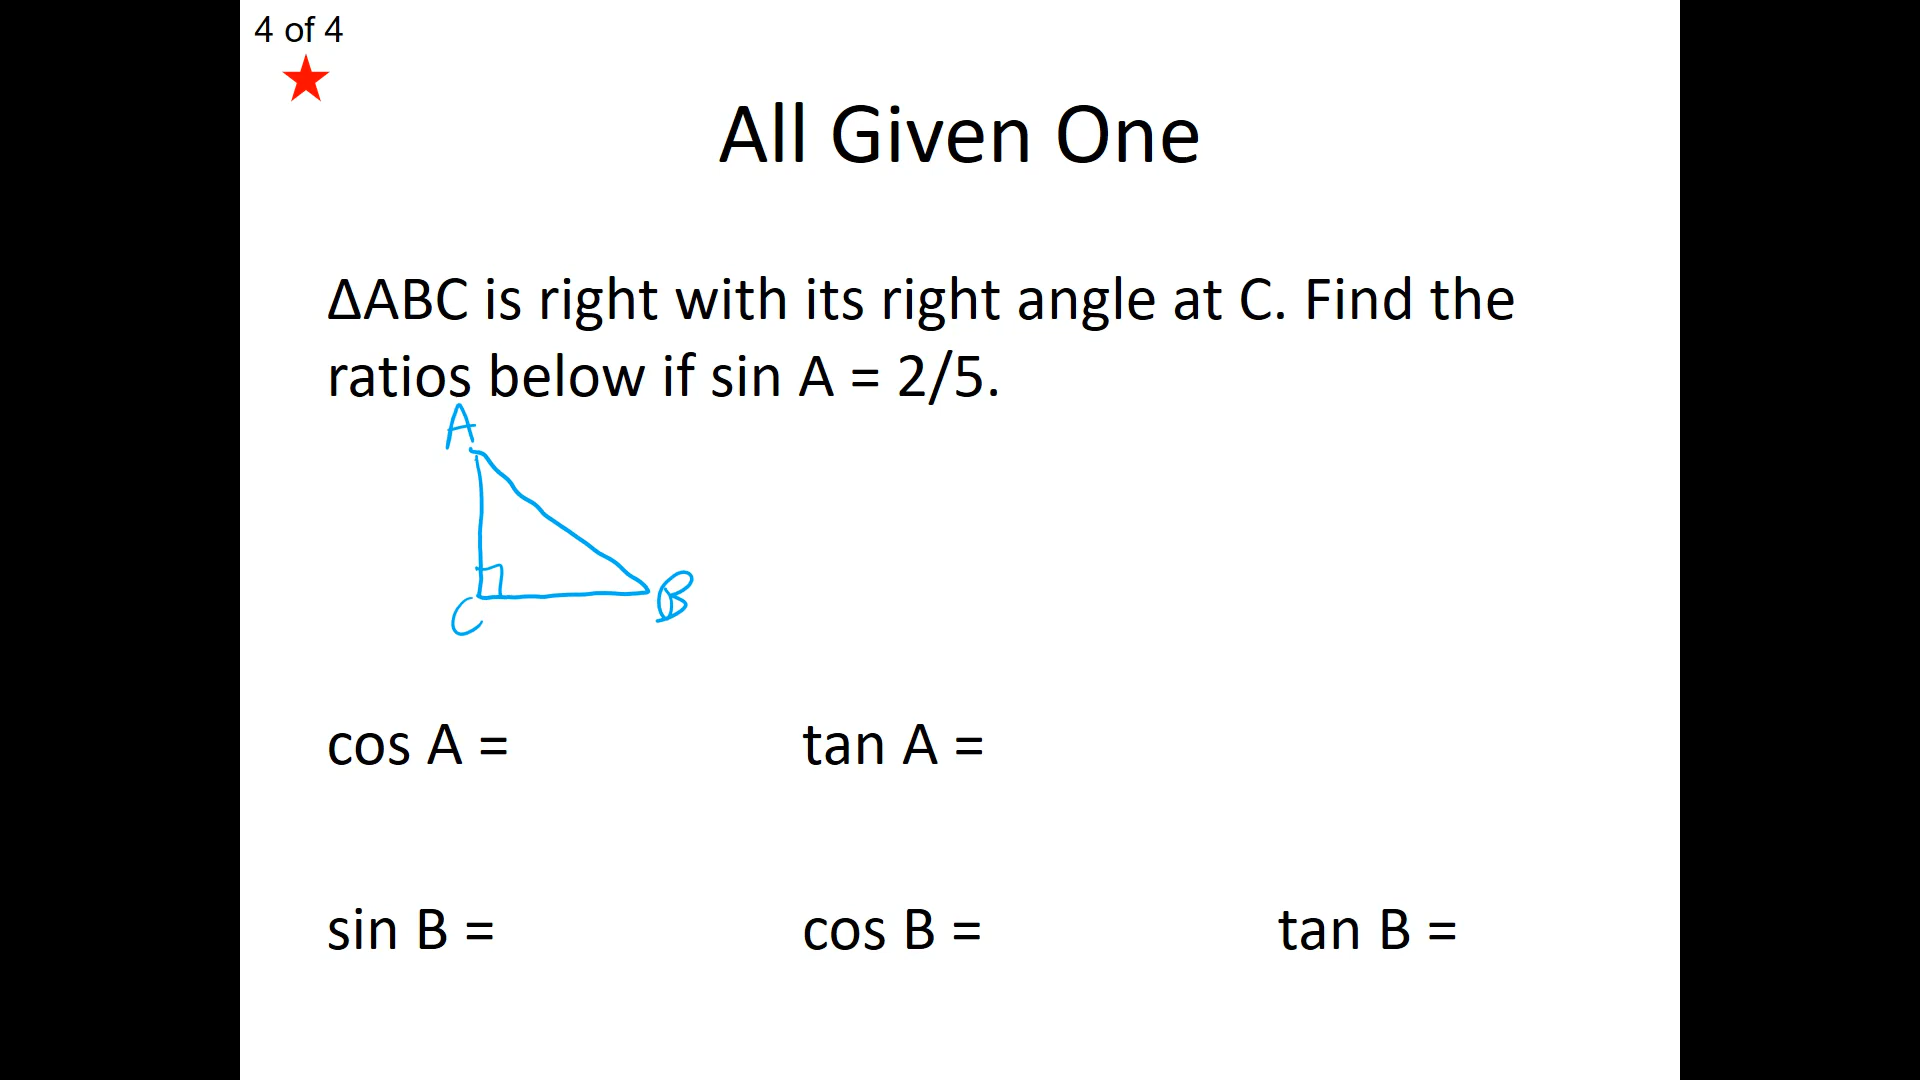 4 of 4
All Given One
ΔABC is right with its right angle at C. Find the
ratios below if sin A = 2/5.
A
C
B
cos A =
tan A =
sin B =
cos B =
tan B =